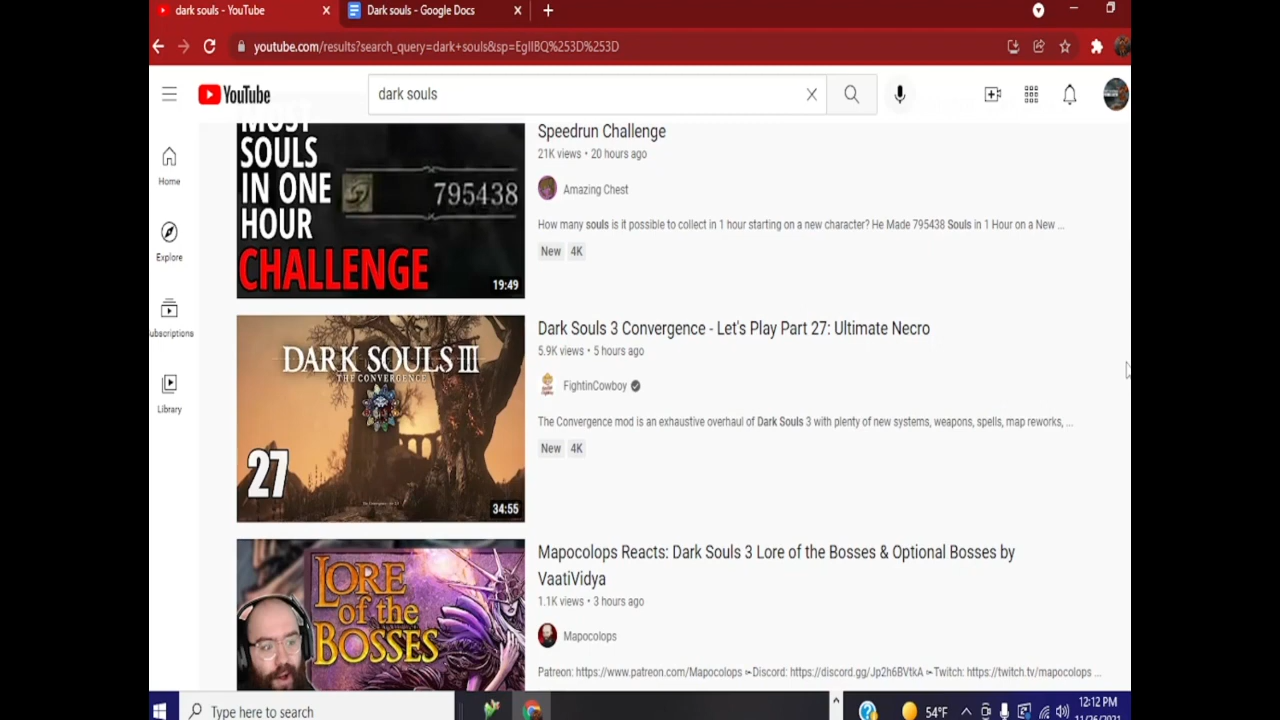 dark souls - YouTube
Dark souls - Google Docs
youtube.com/results?search_query=dark+souls&sp=EgIIBQ%253D%253D
YouTube
dark souls
Home
Explore
ubscriptions
Library
MOST
SOULS
IN ONE
HOUR
CHALLENGE
795438
19:49
Speedrun Challenge
21K views • 20 hours ago
Amazing Chest
How many souls is it possible to collect in 1 hour starting on a new character? He Made 795438 Souls in 1 Hour on a New ...
New 4K
DARK SOULS III
THE CONVERGENCE
27
34:55
Dark Souls 3 Convergence - Let's Play Part 27: Ultimate Necro
5.9K views • 5 hours ago
FightinCowboy
The Convergence mod is an exhaustive overhaul of Dark Souls 3 with plenty of new systems, weapons, spells, map reworks, ...
New 4K
LORE
of the
BOSSES
Mapocolops Reacts: Dark Souls 3 Lore of the Bosses & Optional Bosses by
VaatiVidya
1.1K views • 3 hours ago
Mapocolops
Patreon: https://www.patreon.com/Mapocolops ➳Discord: https://discord.gg/Jp2h6BVtkA ➳Twitch: https://twitch.tv/mapocolops ...
Type here to search
54°F
12:12 PM
11/26/2021